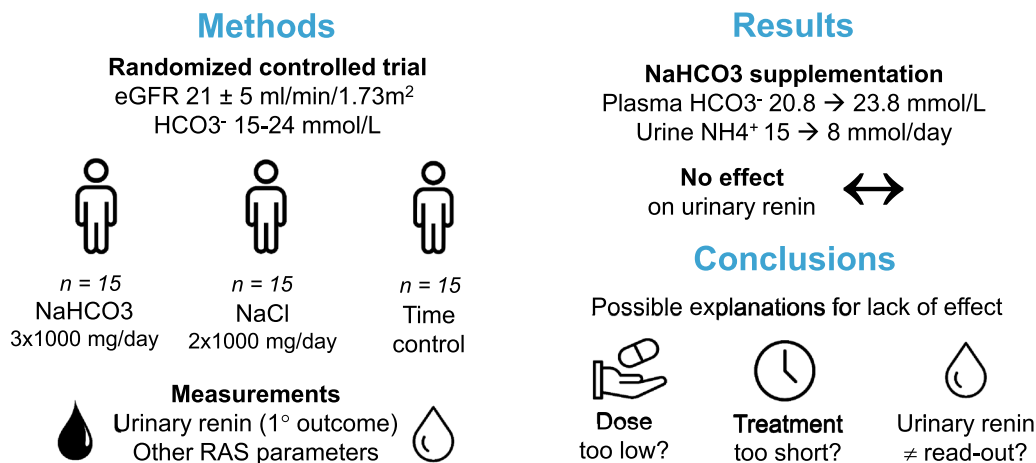 Methods
Randomized controlled trial
eGFR 21 ± 5 ml/min/1.73m²
HCO3⁻ 15-24 mmol/L
n = 15
NaHCO3
3x1000 mg/day
n = 15
NaCl
2x1000 mg/day
n = 15
Time
control
Measurements
Urinary renin (1° outcome)
Other RAS parameters
Results
NaHCO3 supplementation
Plasma HCO3⁻ 20.8 → 23.8 mmol/L
Urine NH4⁺ 15 → 8 mmol/day
No effect
on urinary renin
Conclusions
Possible explanations for lack of effect
Dose
too low?
Treatment
too short?
Urinary renin
≠ read-out?